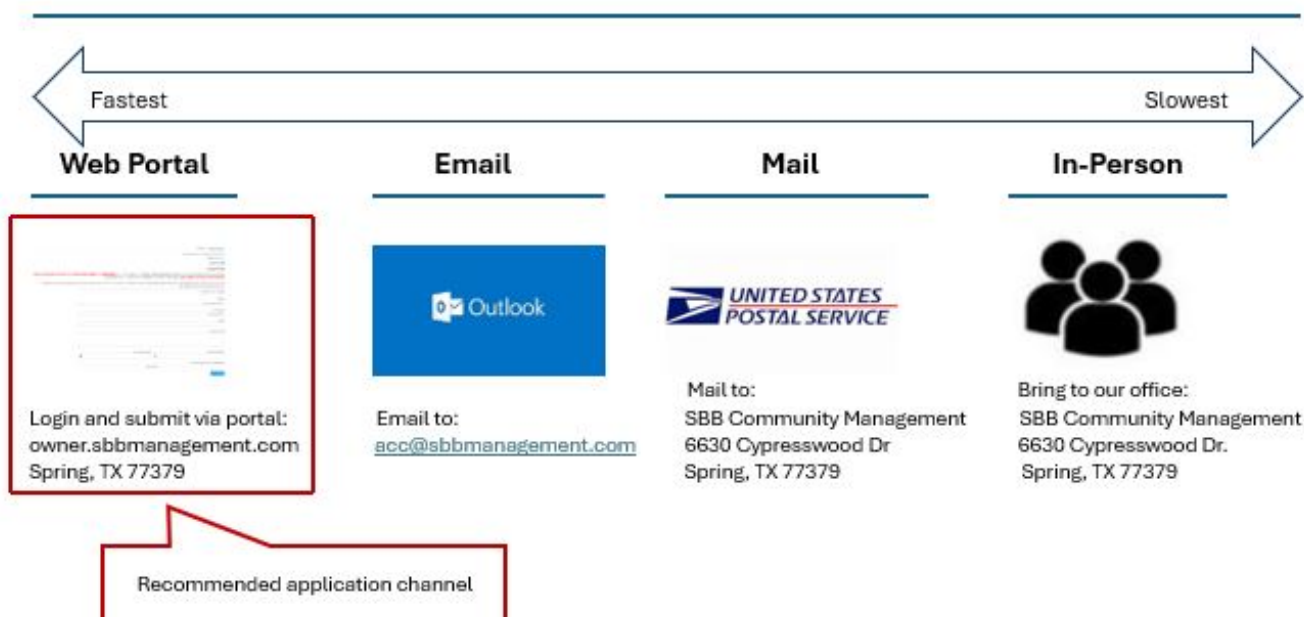 Fastest
Slowest
Web Portal
Email
Mail
In-Person
Outlook
UNITED STATES
POSTAL SERVICE
Login and submit via portal:
owner.sbbmanagement.com
Spring, TX 77379
Email to:
acc@sbbmanagement.com
Mail to:
SBB Community Management
6630 Cypresswood Dr
Spring, TX 77379
Bring to our office:
SBB Community Management
6630 Cypresswood Dr.
Spring, TX 77379
Recommended application channel